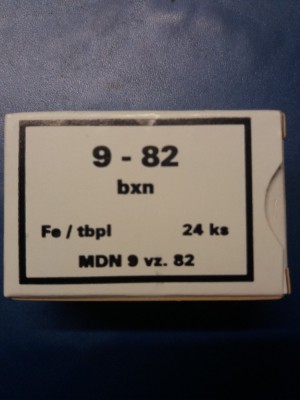 9 - 82
bxn
Fe / tbpl 24 ks
MDN 9 vz. 82